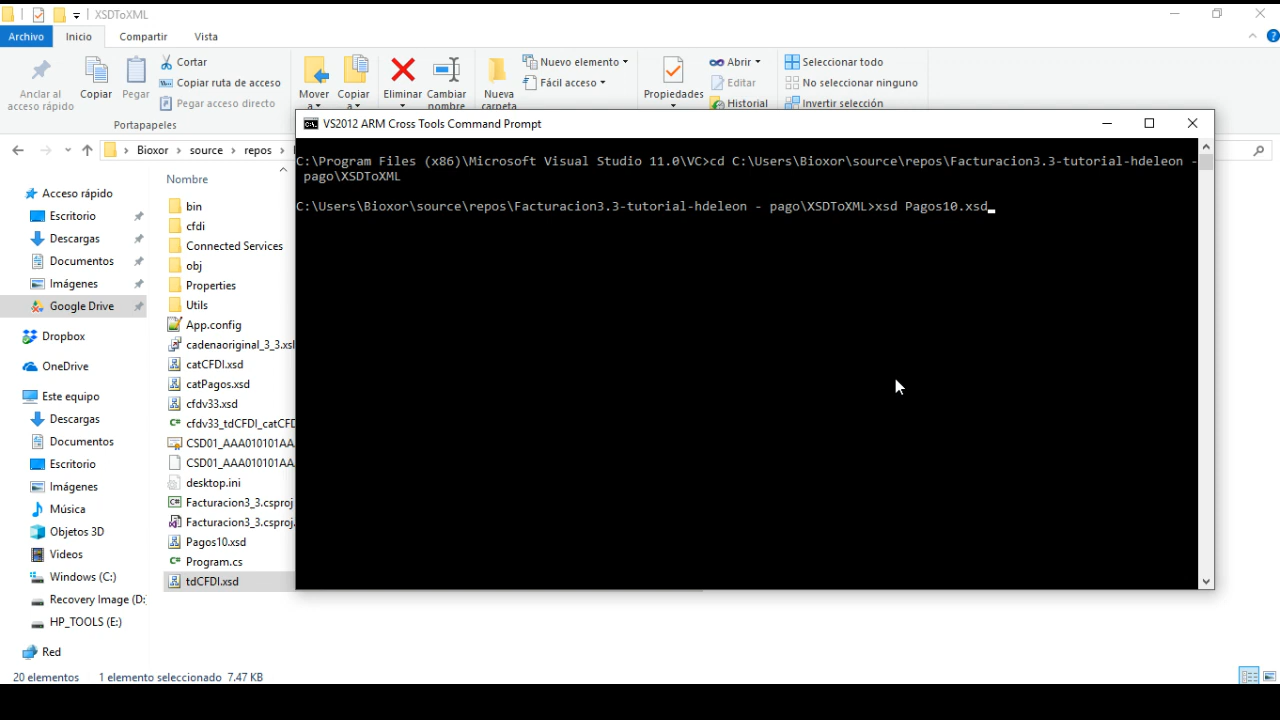 XSDToXML
Archivo Inicio Compartir Vista
Anclar al acceso rápido
Copiar
Pegar
Cortar
Copiar ruta de acceso
Pegar acceso directo
Portapapeles
Mover a
Copiar a
Eliminar
Cambiar nombre
Nueva carpeta
Nuevo elemento
Fácil acceso
Propiedades
Abrir
Editar
Historial
Seleccionar todo
No seleccionar ninguno
Invertir selección
Bioxor › source › repos ›
VS2012 ARM Cross Tools Command Prompt
C:\Program Files (x86)\Microsoft Visual Studio 11.0\VC>cd C:\Users\Bioxor\source\repos\Facturacion3.3-tutorial-hdeleon -
pago\XSDToXML
C:\Users\Bioxor\source\repos\Facturacion3.3-tutorial-hdeleon - pago\XSDToXML>xsd Pagos10.xsd_
Acceso rápido
Escritorio
Descargas
Documentos
Imágenes
Google Drive
Dropbox
OneDrive
Este equipo
Descargas
Documentos
Escritorio
Imágenes
Música
Objetos 3D
Videos
Windows (C:)
Recovery Image (D:
HP_TOOLS (E:)
Red
Nombre
bin
cfdi
Connected Services
obj
Properties
Utils
App.config
cadenaoriginal_3_3.xsl
catCFDI.xsd
catPagos.xsd
cfdv33.xsd
cfdv33_tdCFDI_catCFD
CSD01_AAA010101AA
CSD01_AAA010101AA
desktop.ini
Facturacion3_3.csproj
Facturacion3_3.csproj.
Pagos10.xsd
Program.cs
tdCFDI.xsd
20 elementos 1 elemento seleccionado 7.47 KB